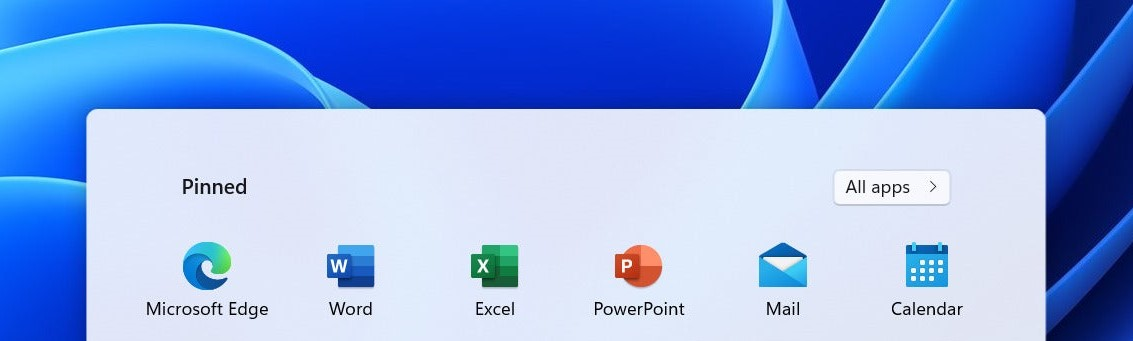 Pinned
All apps
W
X
P
Microsoft Edge
Word
Excel
PowerPoint
Mail
Calendar